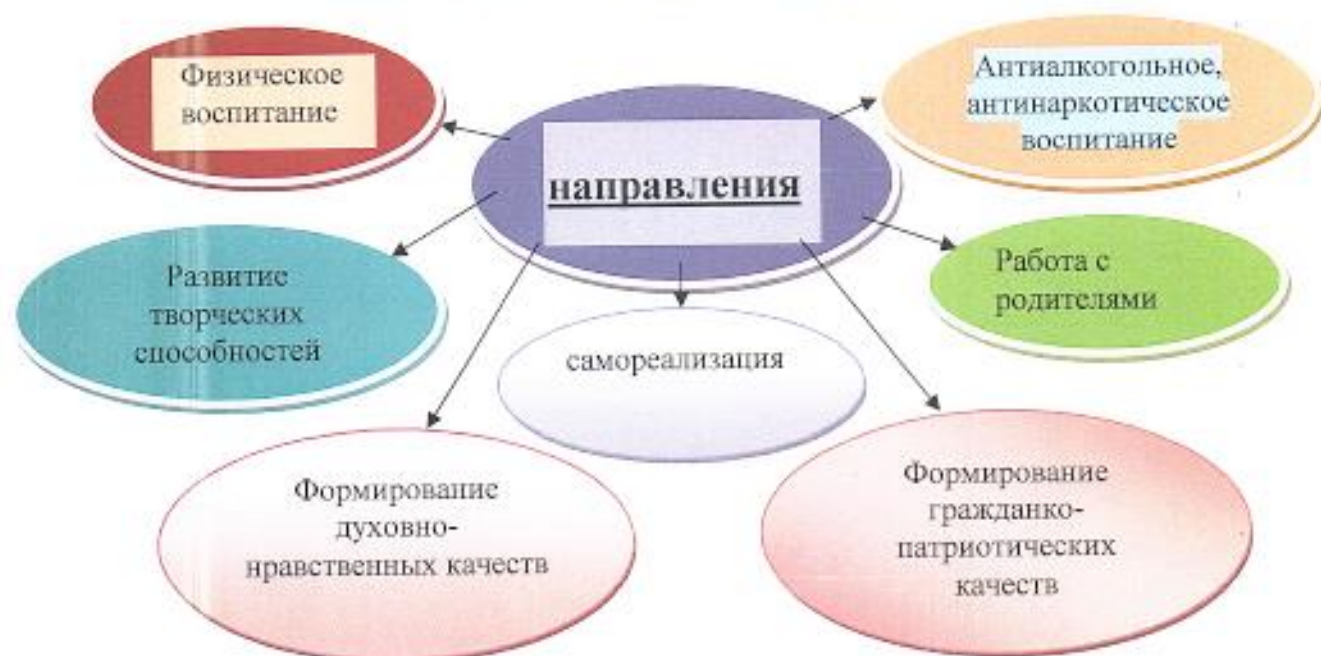 Физическое
воспитание
Антиалкогольное,
антинаркотическое
воспитание
направления
Развитие
творческих
способностей
Работа с
родителями
самореализация
Формирование
духовно-
нравственных качеств
Формирование
гражданко-
патриотических
качеств